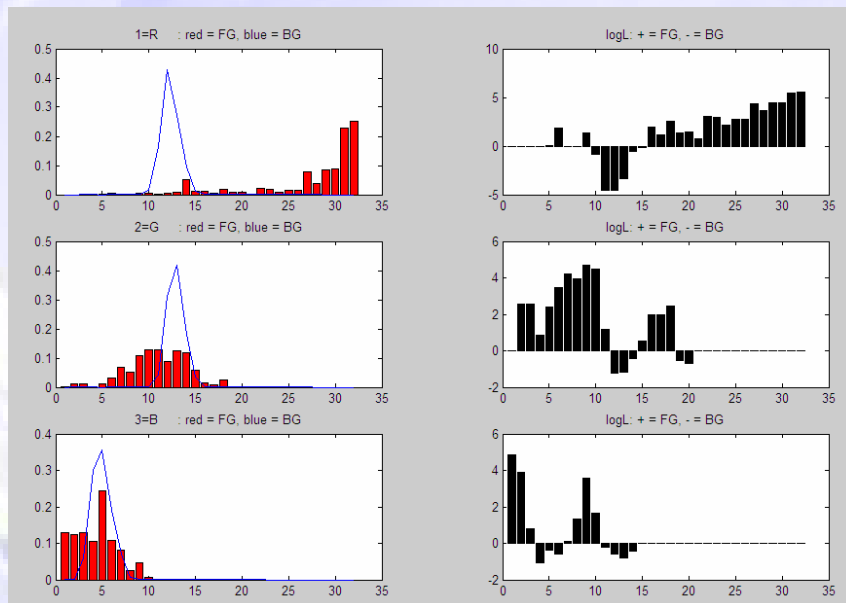 1=R : red = FG, blue = BG
0.5
0.4
0.3
0.2
0.1
0
0 5 10 15 20 25 30 35
logL: + = FG, - = BG
10
5
0
-5
0 5 10 15 20 25 30 35
2=G : red = FG, blue = BG
0.5
0.4
0.3
0.2
0.1
0
0 5 10 15 20 25 30 35
logL: + = FG, - = BG
6
4
2
0
-2
0 5 10 15 20 25 30 35
3=B : red = FG, blue = BG
0.4
0.3
0.2
0.1
0
0 5 10 15 20 25 30 35
logL: + = FG, - = BG
6
4
2
0
-2
0 5 10 15 20 25 30 35